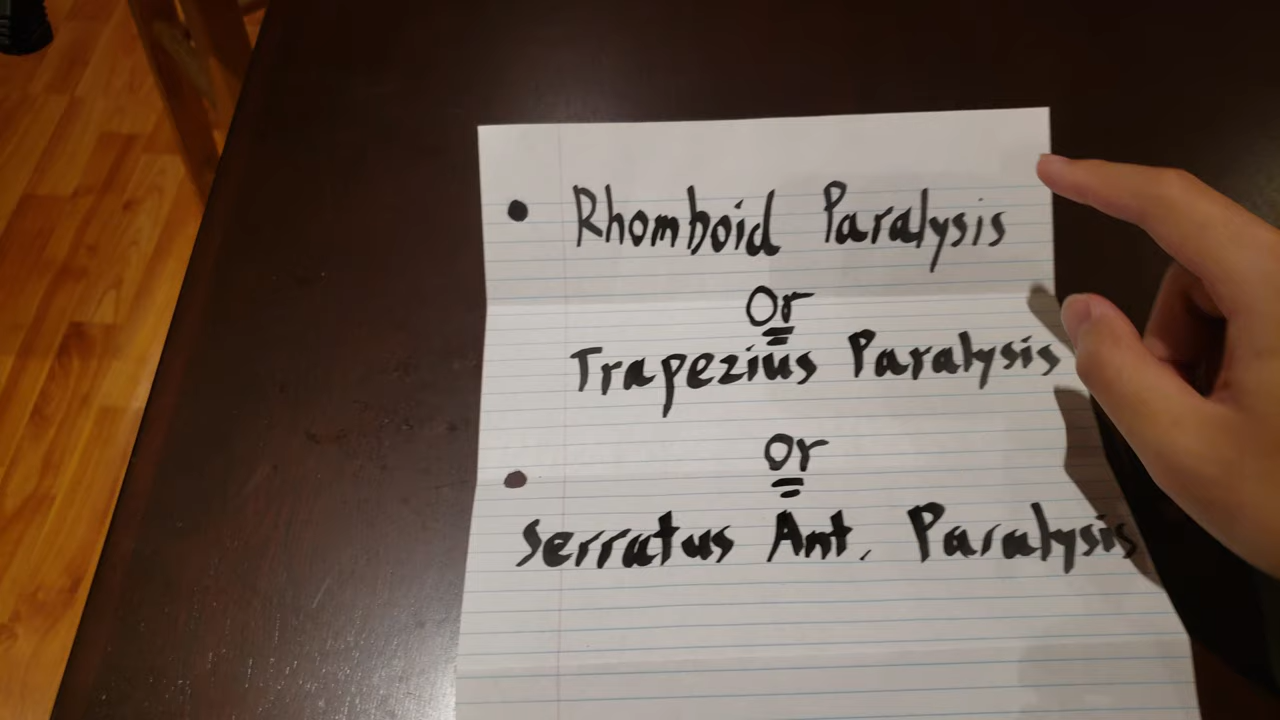 • Rhomboid Paralysis
Or
Trapezius Paralysis
Or
• Serratus Ant. Paralysis